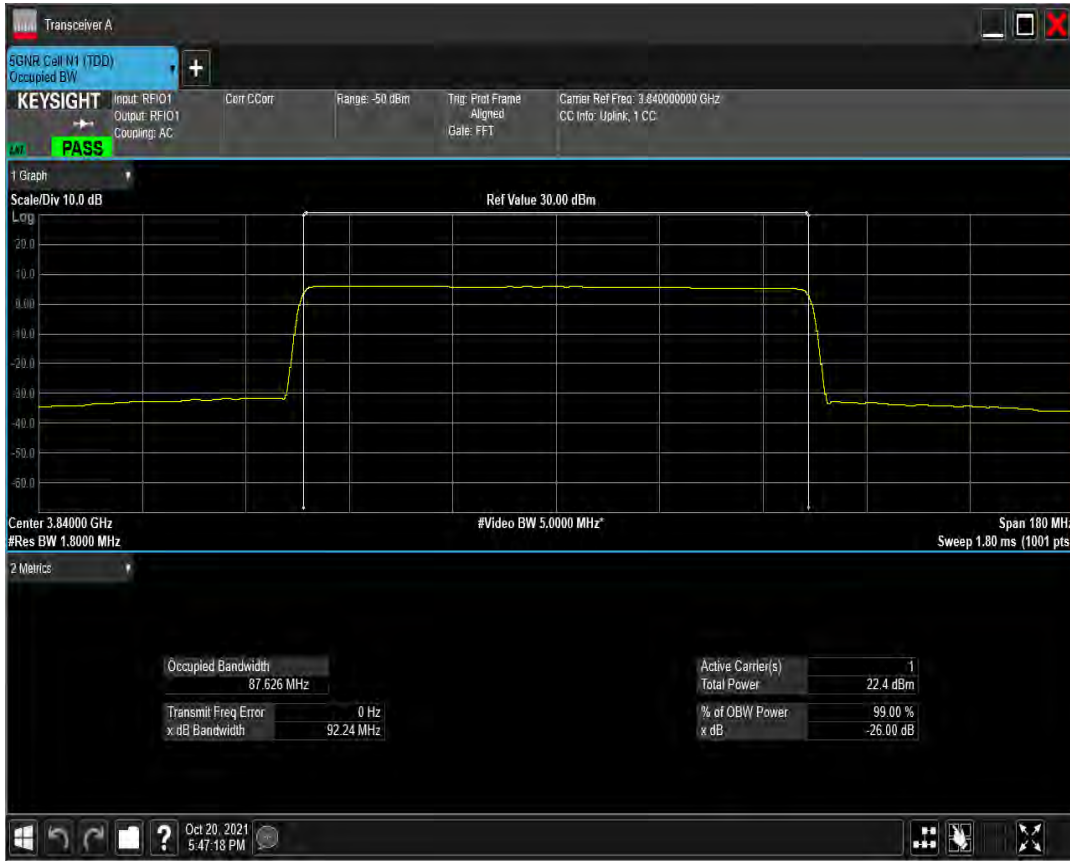 Transceiver A
5GNR Cell N1 (TDD)
Occupied BW
+
KEYSIGHT
Input: RFIO1
Output: RFIO1
Coupling: AC
Corr CCorr
Range: -50 dBm
Trig: Prot Frame
Aligned
Gate: FFT
Carrier Ref Freq: 3.840000000 GHz
CC Info: Uplink, 1 CC
PASS
1 Graph
Scale/Div 10.0 dB
Ref Value 30.00 dBm
Log
20.0
10.0
0.00
-10.0
-20.0
-30.0
-40.0
-50.0
-60.0
Center 3.84000 GHz
#Video BW 5.0000 MHz*
Span 180 MHz
#Res BW 1.8000 MHz
Sweep 1.80 ms (1001 pts
2 Metrics
Occupied Bandwidth
87.626 MHz
Transmit Freq Error 0 Hz
x dB Bandwidth 92.24 MHz
Active Carrier(s) 1
Total Power 22.4 dBm
% of OBW Power 99.00 %
x dB -26.00 dB
?
Oct 20, 2021
5:47:18 PM